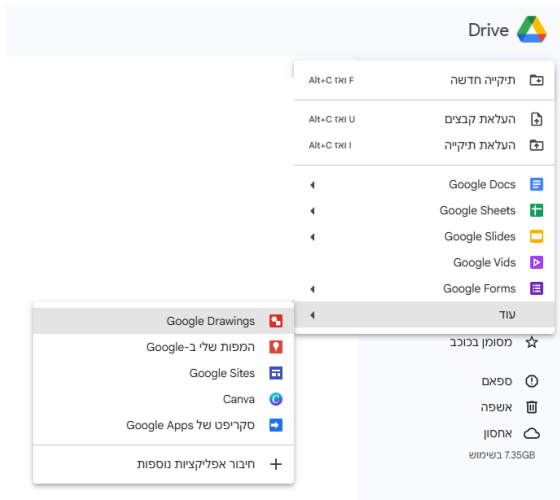 Drive
תיקייה חדשה Alt+C ואז F
העלאת קבצים Alt+C ואז U
העלאת תיקייה Alt+C ואז I
Google Docs
Google Sheets
Google Slides
Google Vids
Google Forms
עוד
Google Drawings
המפות שלי ב-Google
Google Sites
Canva
סקריפט של Google Apps
חיבור אפליקציות נוספות
מסומן בכוכב
ספאם
אשפה
אחסון
7.35GB בשימוש